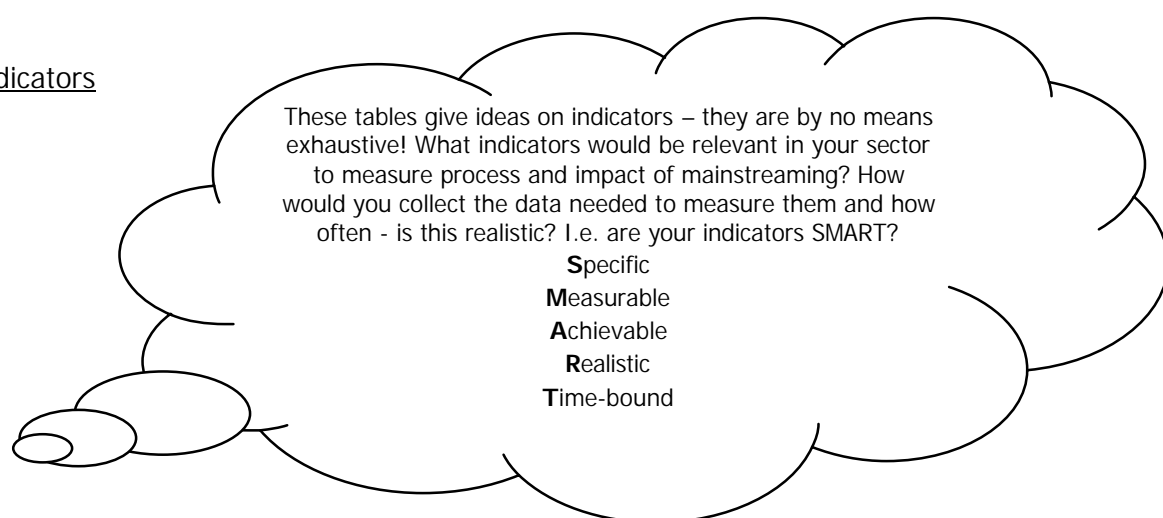 dicators
These tables give ideas on indicators – they are by no means
exhaustive! What indicators would be relevant in your sector
to measure process and impact of mainstreaming? How
would you collect the data needed to measure them and how
often - is this realistic? I.e. are your indicators SMART?
Specific
Measurable
Achievable
Realistic
Time-bound